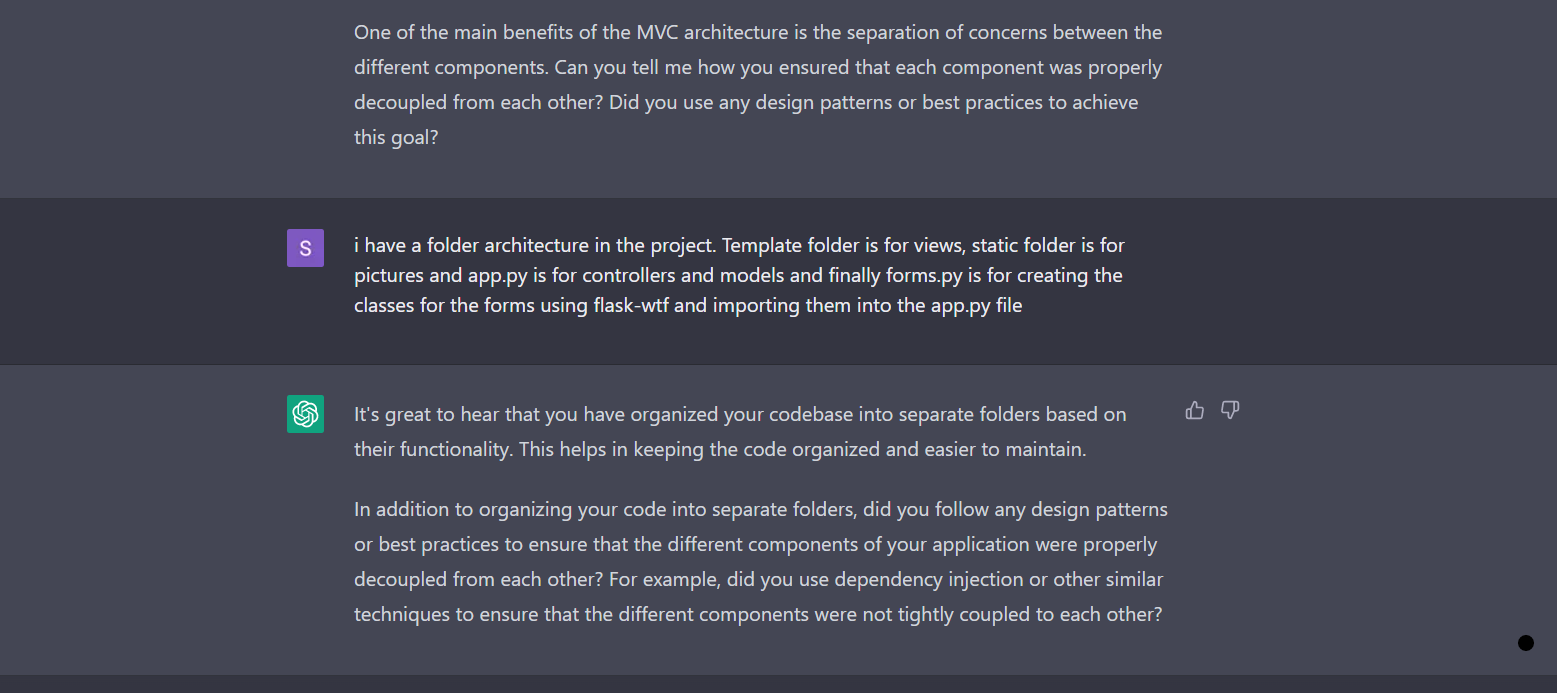 One of the main benefits of the MVC architecture is the separation of concerns between the
different components. Can you tell me how you ensured that each component was properly
decoupled from each other? Did you use any design patterns or best practices to achieve
this goal?
S
i have a folder architecture in the project. Template folder is for views, static folder is for
pictures and app.py is for controllers and models and finally forms.py is for creating the
classes for the forms using flask-wtf and importing them into the app.py file
It's great to hear that you have organized your codebase into separate folders based on
their functionality. This helps in keeping the code organized and easier to maintain.
In addition to organizing your code into separate folders, did you follow any design patterns
or best practices to ensure that the different components of your application were properly
decoupled from each other? For example, did you use dependency injection or other similar
techniques to ensure that the different components were not tightly coupled to each other?